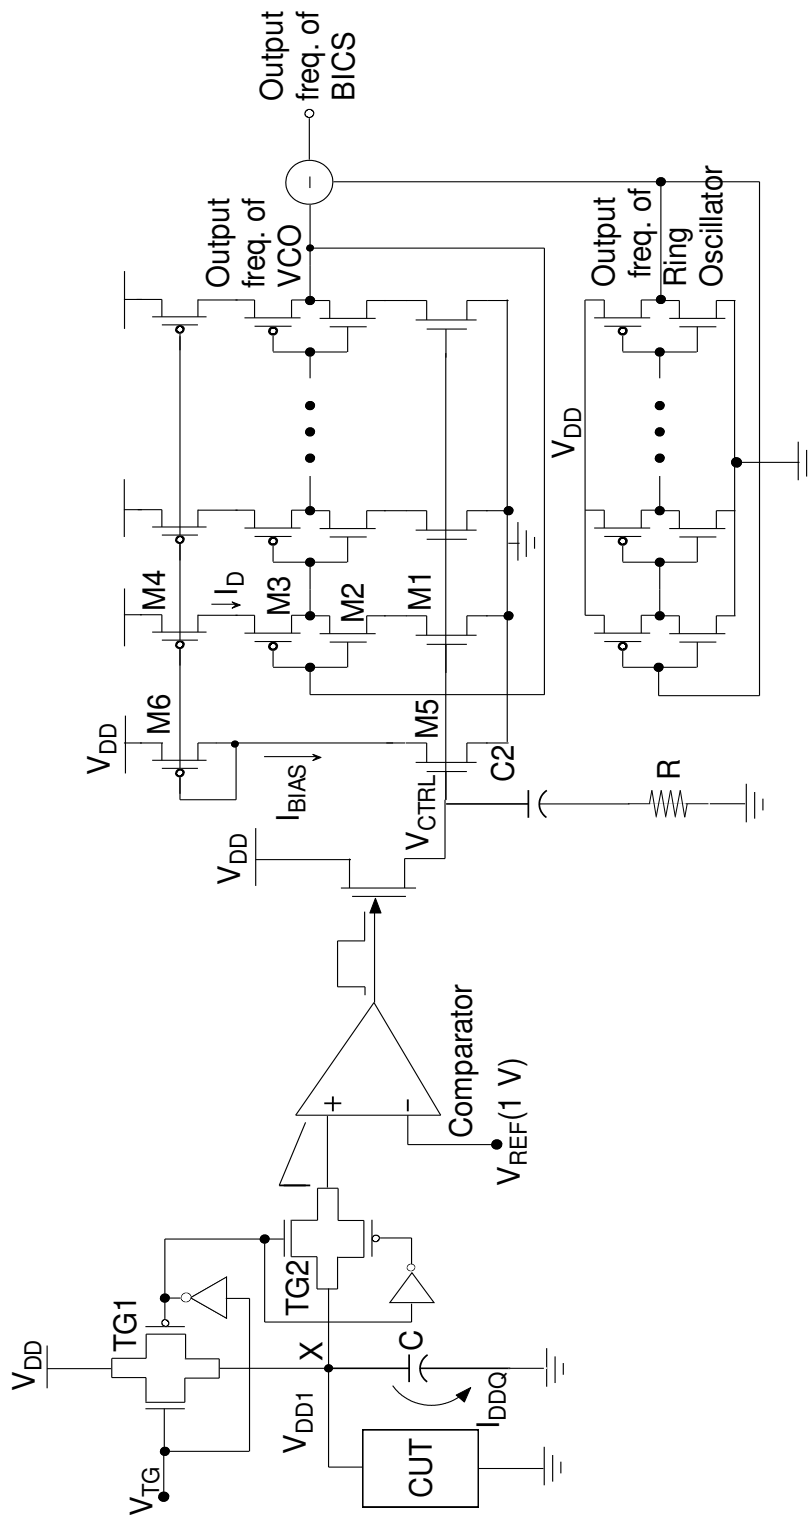 V_TG
V_DD
TG1
V_DD1
X
CUT
C
I_DDQ
TG2
+
−
Comparator
V_REF(1 V)
V_DD
V_CTRL
R
C2
V_DD
M6
I_BIAS
M5
M4
I_D
M3
M2
M1
Output
freq. of
VCO
−
Output
freq. of
BICS
V_DD
Output
freq. of
Ring
Oscillator